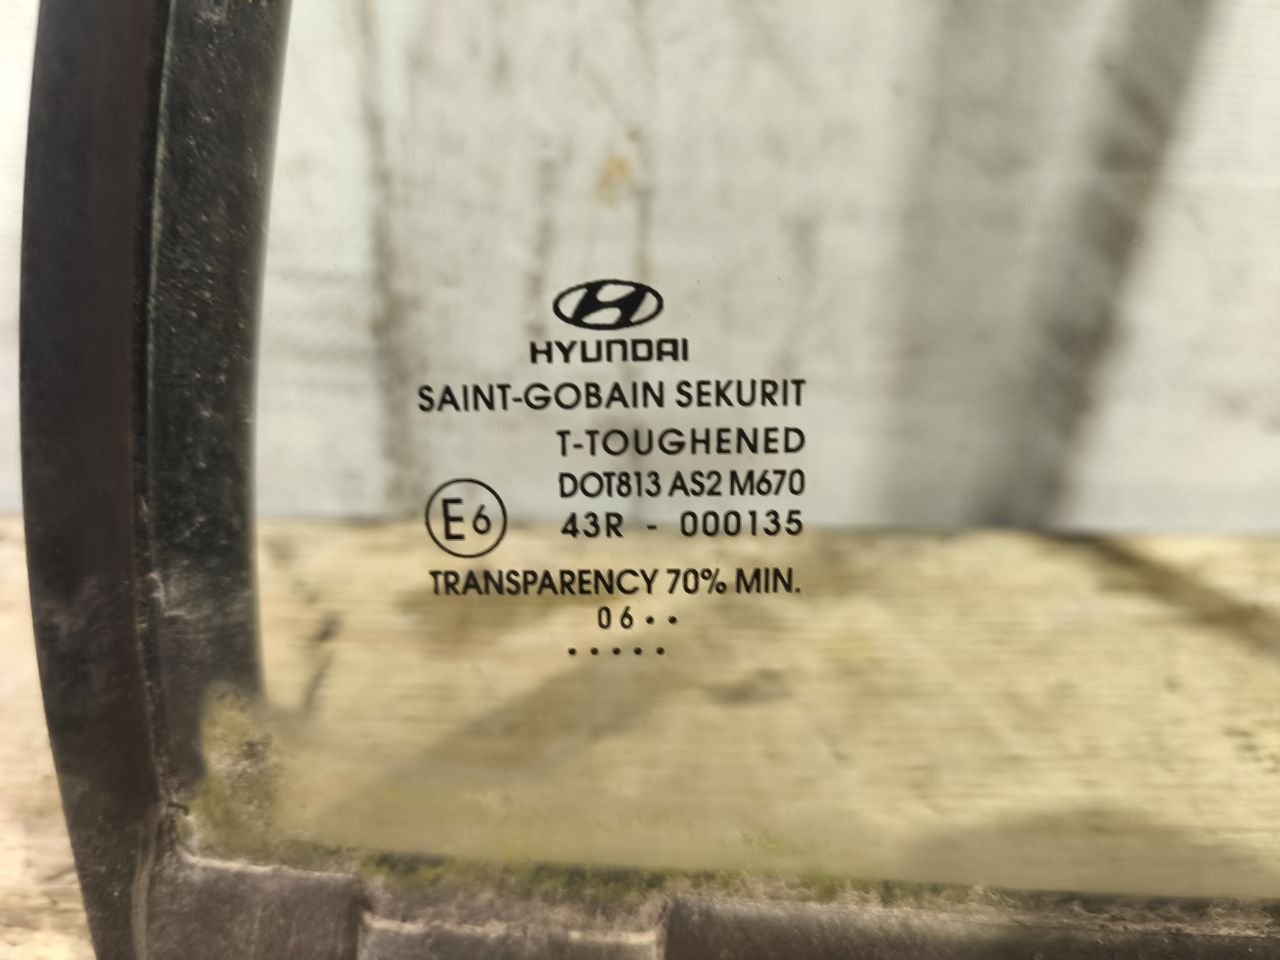 HYUNDAI
SAINT-GOBAIN SEKURIT
T-TOUGHENED
DOT813 AS2 M670
E6 43R - 000135
TRANSPARENCY 70% MIN.
06··
·····